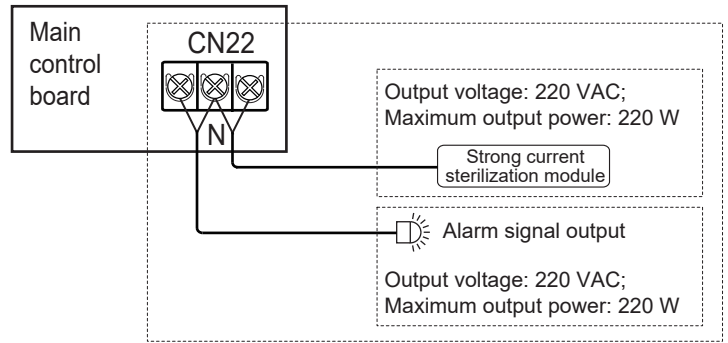 Main
control
board
CN22
N
Output voltage: 220 VAC;
Maximum output power: 220 W
Strong current
sterilization module
Alarm signal output
Output voltage: 220 VAC;
Maximum output power: 220 W